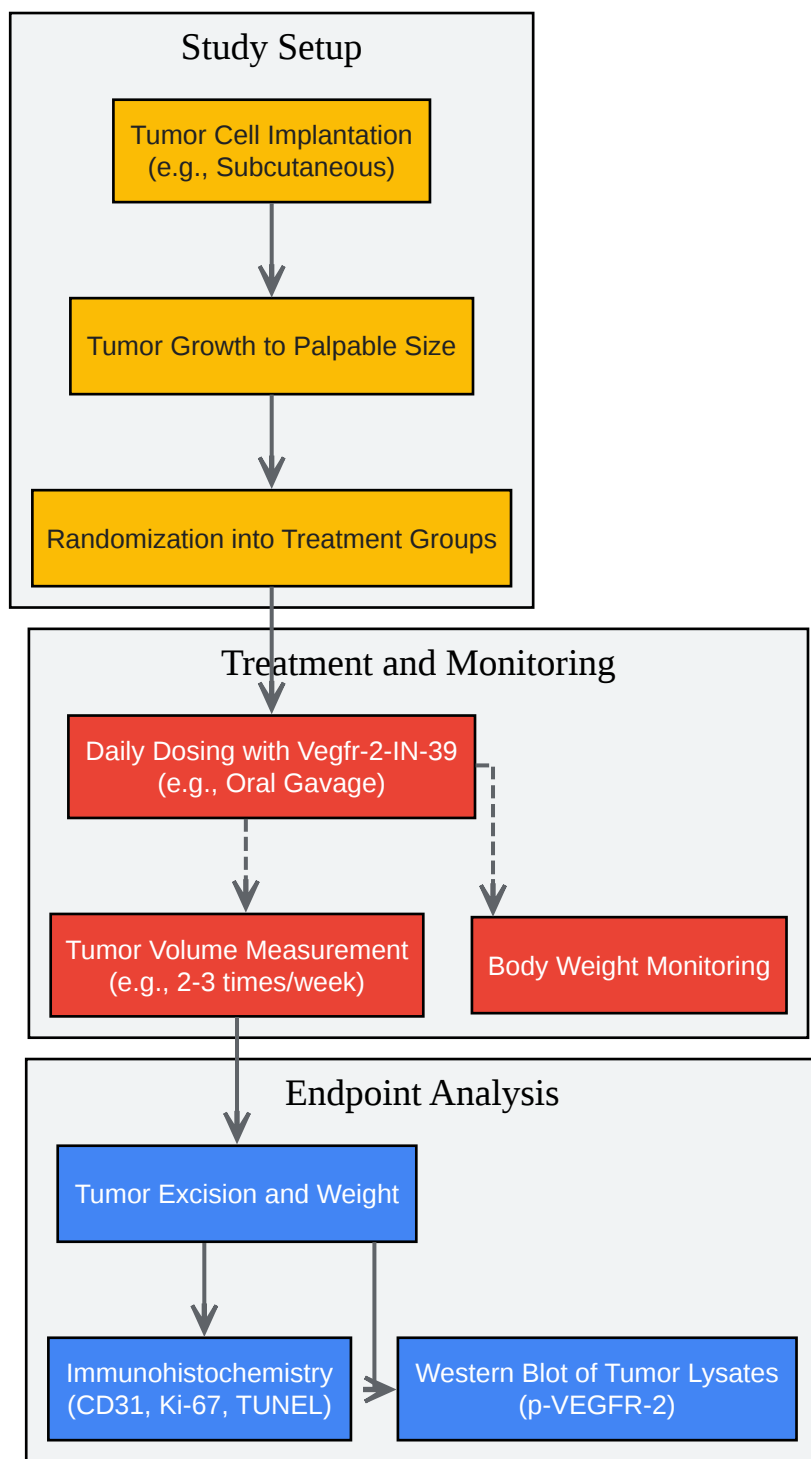 Study Setup
Tumor Cell Implantation
(e.g., Subcutaneous)
Tumor Growth to Palpable Size
Randomization into Treatment Groups
Treatment and Monitoring
Daily Dosing with Vegfr-2-IN-39
(e.g., Oral Gavage)
Tumor Volume Measurement
(e.g., 2-3 times/week)
Body Weight Monitoring
Endpoint Analysis
Tumor Excision and Weight
Immunohistochemistry
(CD31, Ki-67, TUNEL)
Western Blot of Tumor Lysates
(p-VEGFR-2)